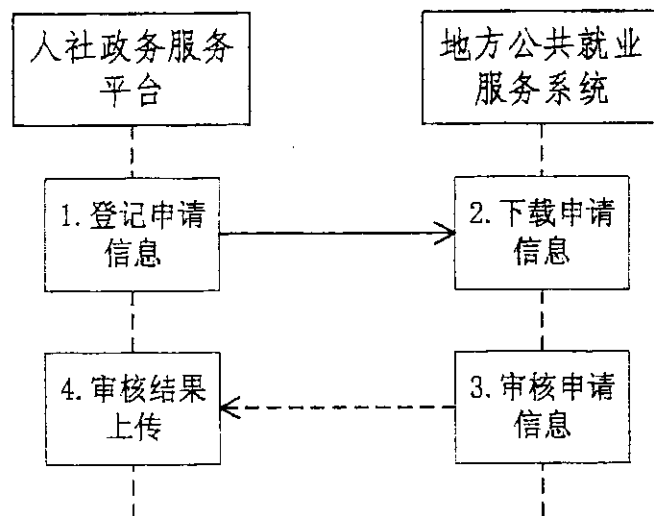 人社政务服务
平台
地方公共就业
服务系统
1.登记申请
信息
2.下载申请
信息
4.审核结果
上传
3.审核申请
信息